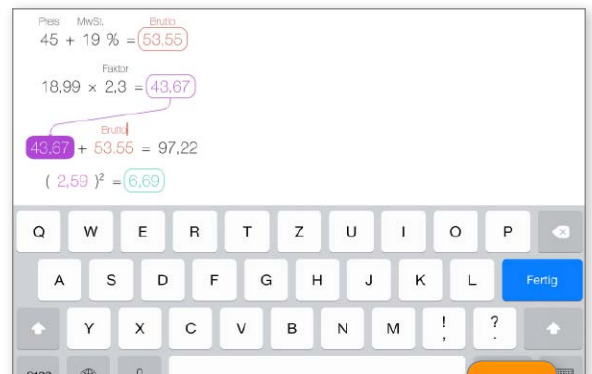 Preis MwSt. Brutto
45 + 19 % = 53.55
Faktor
18,99 × 2,3 = 43,67
Brutto
43,67 + 53.55 = 97,22
( 2,59 )² = 6,69
Q W E R T Z U I O P
A S D F G H J K L Fertig
Y X C V B N M ! , ? .